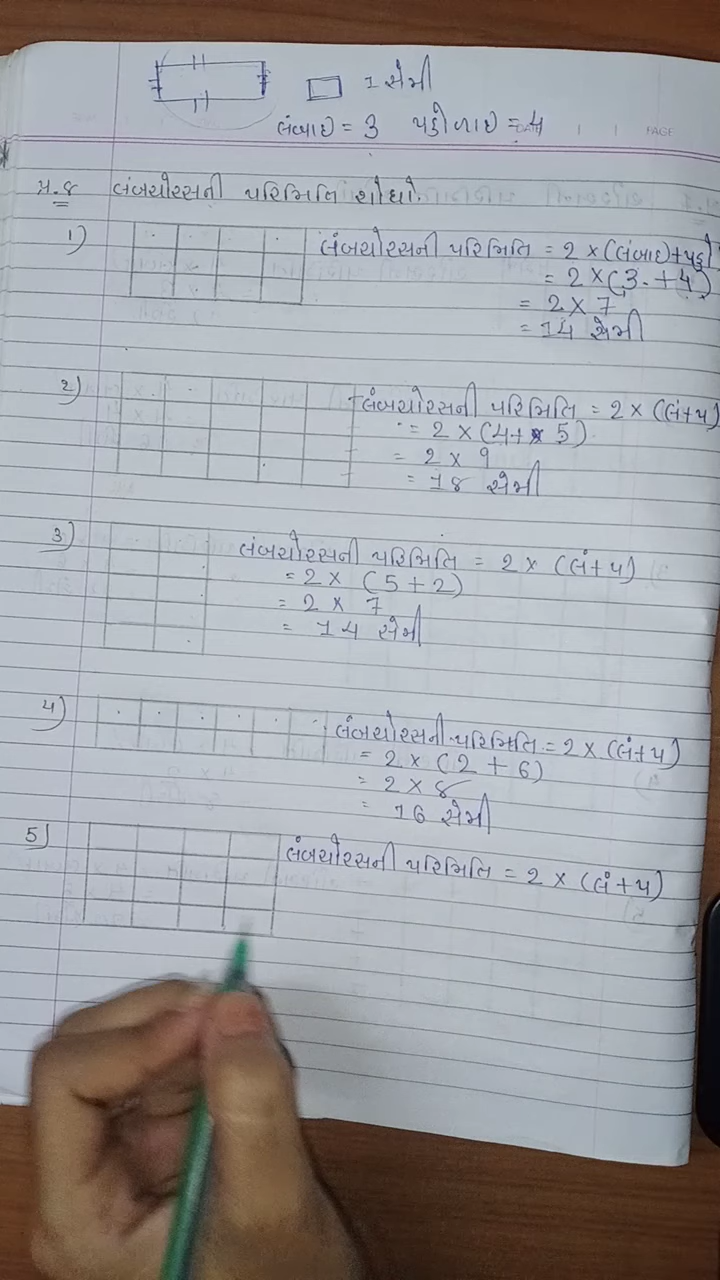 1 સેમી
લંબાઇ = 3 પહોળાઇ = 4
DATE PAGE
પ્ર.8 લંબચોરસની પરિમિતિ શોધો.
1) લંબચોરસની પરિમિતિ = 2 × (લંબાઇ + પહો
= 2 × (3 + 4)
= 2 × 7
= 14 સેમી
2) લંબચોરસની પરિમિતિ = 2 × (લં + પ)
= 2 × (4 + 5)
= 2 × 9
= 18 સેમી
3) લંબચોરસની પરિમિતિ = 2 × (લં + પ)
= 2 × (5 + 2)
= 2 × 7
= 14 સેમી
4) લંબચોરસની પરિમિતિ = 2 × (લં + પ)
= 2 × (2 + 6)
= 2 × 8
= 16 સેમી
5) લંબચોરસની પરિમિતિ = 2 × (લં + પ)